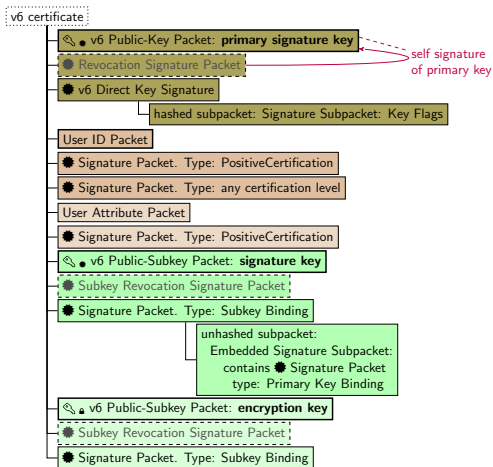 v6 certificate
v6 Public-Key Packet: primary signature key
Revocation Signature Packet
self signature
of primary key
v6 Direct Key Signature
hashed subpacket: Signature Subpacket: Key Flags
User ID Packet
Signature Packet. Type: PositiveCertification
Signature Packet. Type: any certification level
User Attribute Packet
Signature Packet. Type: PositiveCertification
v6 Public-Subkey Packet: signature key
Subkey Revocation Signature Packet
Signature Packet. Type: Subkey Binding
unhashed subpacket:
Embedded Signature Subpacket:
contains Signature Packet
type: Primary Key Binding
v6 Public-Subkey Packet: encryption key
Subkey Revocation Signature Packet
Signature Packet. Type: Subkey Binding